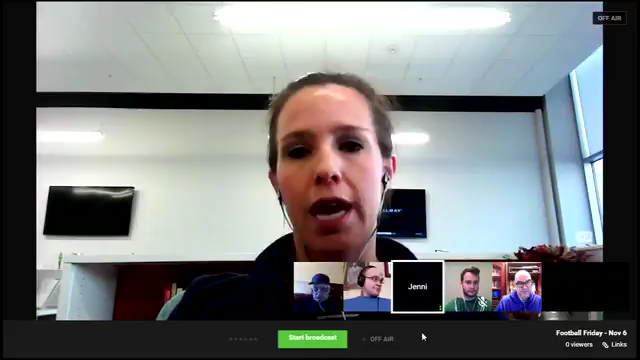 OFF AIR
Jenni
Start broadcast
OFF AIR
Football Friday - Nov 6
0 viewers
Links